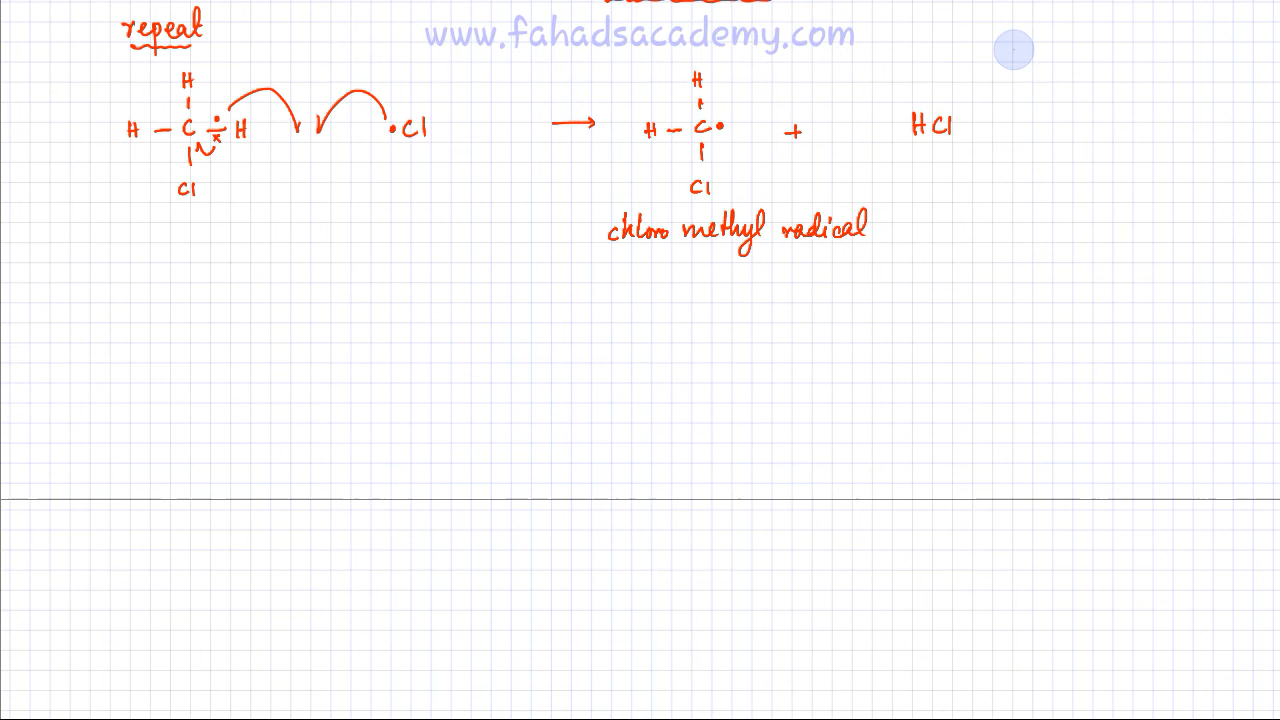 repeat
www.fahadsacademy.com
H H
H – C ∸ H •Cl → H – C • + HCl
x
Cl Cl
chloro methyl radical